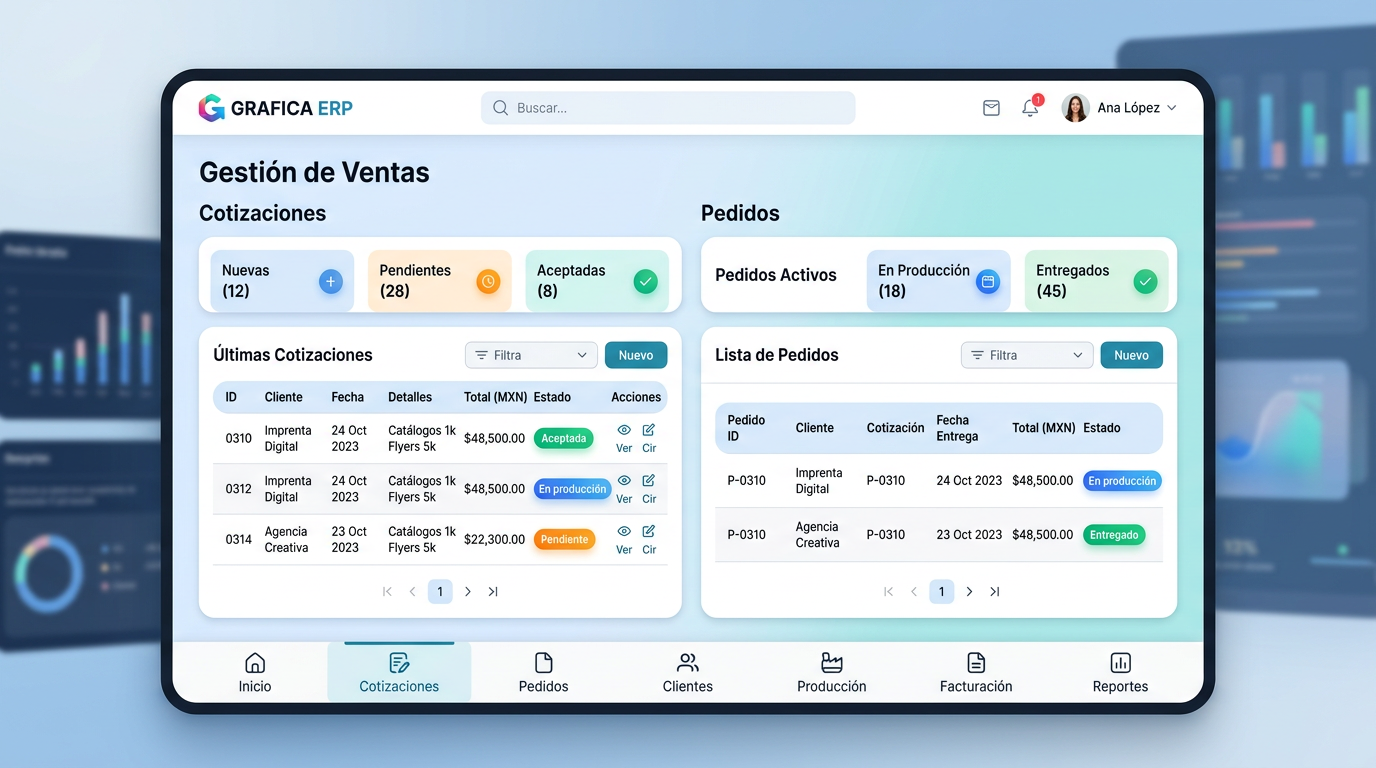 GRAFICA ERP
Buscar...
1
Ana López
Gestión de Ventas
Cotizaciones
Nuevas
(12)
Pendientes
(28)
Aceptadas
(8)
Últimas Cotizaciones
Filtra
Nuevo
ID Cliente Fecha Detalles Total (MXN) Estado Acciones
0310 Imprenta Digital 24 Oct 2023 Catálogos 1k Flyers 5k $48,500.00 Aceptada Ver Cir
0312 Imprenta Digital 24 Oct 2023 Catálogos 1k Flyers 5k $48,500.00 En producción Ver Cir
0314 Agencia Creativa 23 Oct 2023 Catálogos 1k Flyers 5k $22,300.00 Pendiente Ver Cir
1
Pedidos
Pedidos Activos
En Producción
(18)
Entregados
(45)
Lista de Pedidos
Filtra
Nuevo
Pedido ID Cliente Cotización Fecha Entrega Total (MXN) Estado
P-0310 Imprenta Digital P-0310 24 Oct 2023 $48,500.00 En producción
P-0310 Agencia Creativa P-0310 23 Oct 2023 $48,500.00 Entregado
1
Inicio
Cotizaciones
Pedidos
Clientes
Producción
Facturación
Reportes